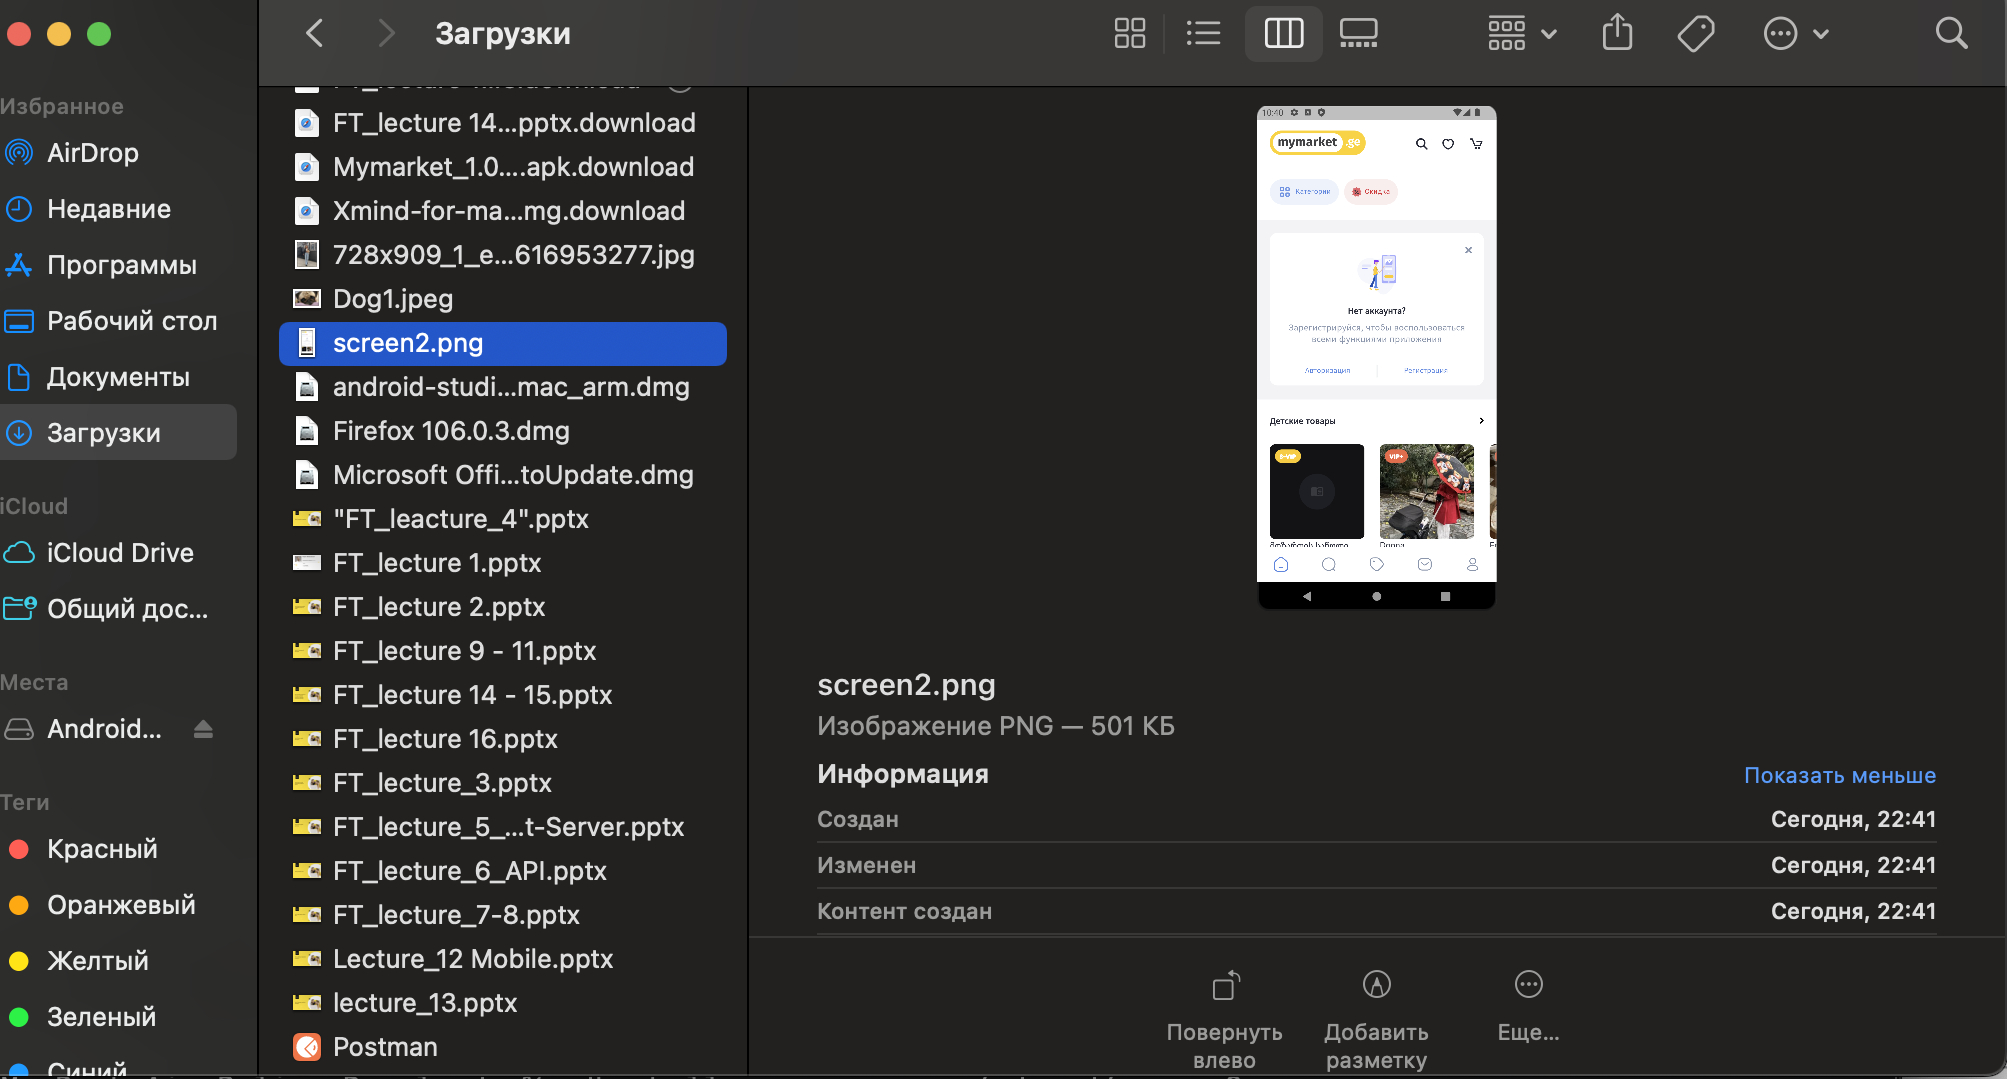 Загрузки
Избранное
AirDrop
Недавние
Программы
Рабочий стол
Документы
Загрузки
iCloud
iCloud Drive
Общий дос...
Места
Android...
Теги
Красный
Оранжевый
Желтый
Зеленый
Синий
FT_lecture 14...pptx.download
Mymarket_1.0....apk.download
Xmind-for-ma...mg.download
728x909_1_e...616953277.jpg
Dog1.jpeg
screen2.png
android-studi...mac_arm.dmg
Firefox 106.0.3.dmg
Microsoft Offi...toUpdate.dmg
"FT_leacture_4".pptx
FT_lecture 1.pptx
FT_lecture 2.pptx
FT_lecture 9 - 11.pptx
FT_lecture 14 - 15.pptx
FT_lecture 16.pptx
FT_lecture_3.pptx
FT_lecture_5_...t-Server.pptx
FT_lecture_6_API.pptx
FT_lecture_7-8.pptx
Lecture_12 Mobile.pptx
lecture_13.pptx
Postman
10:40
mymarket.ge
Категории
Скидка
Нет аккаунта?
Зарегистрируйся, чтобы воспользоваться
всеми функциями приложения
Авторизация
Регистрация
Детские товары
VIP+
screen2.png
Изображение PNG — 501 КБ
Информация
Показать меньше
Создан
Сегодня, 22:41
Изменен
Сегодня, 22:41
Контент создан
Сегодня, 22:41
Повернуть
влево
Добавить
разметку
Еще...